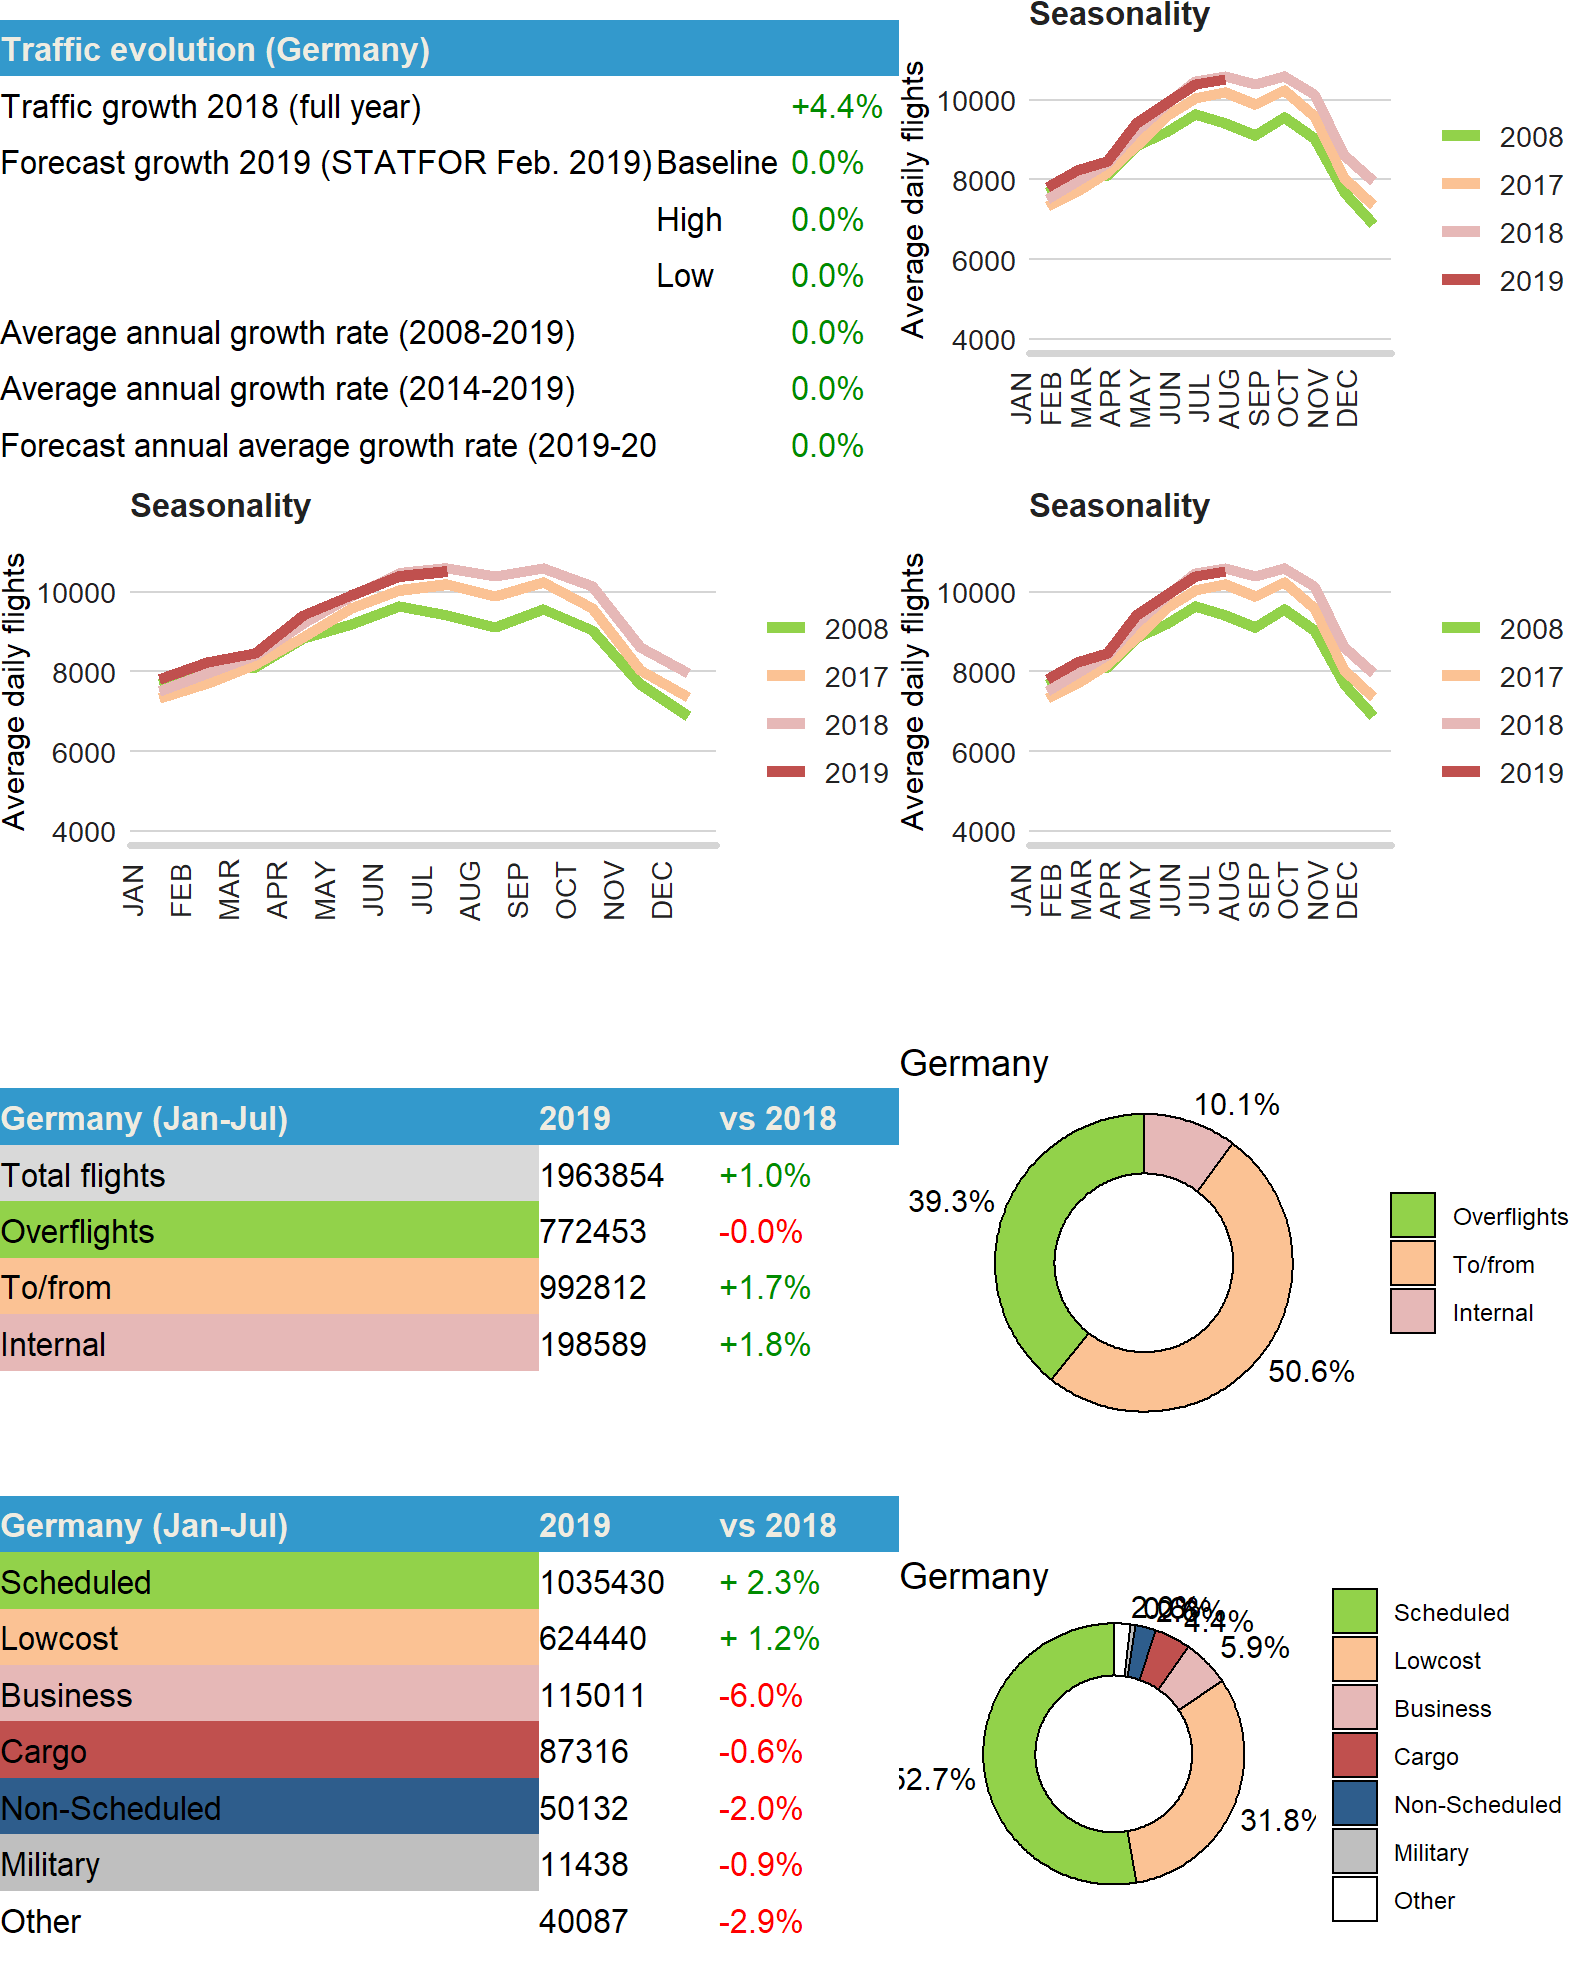 Traffic evolution (Germany)
Traffic growth 2018 (full year) +4.4%
Forecast growth 2019 (STATFOR Feb. 2019) Baseline 0.0%
High 0.0%
Low 0.0%
Average annual growth rate (2008-2019) 0.0%
Average annual growth rate (2014-2019) 0.0%
Forecast annual average growth rate (2019-20 0.0%
Seasonality
Average daily flights
10000
8000
6000
4000
JAN FEB MAR APR MAY JUN JUL AUG SEP OCT NOV DEC
2008
2017
2018
2019
Seasonality
Average daily flights
10000
8000
6000
4000
JAN FEB MAR APR MAY JUN JUL AUG SEP OCT NOV DEC
2008
2017
2018
2019
Seasonality
Average daily flights
10000
8000
6000
4000
JAN FEB MAR APR MAY JUN JUL AUG SEP OCT NOV DEC
2008
2017
2018
2019
Germany (Jan-Jul) 2019 vs 2018
Total flights 1963854 +1.0%
Overflights 772453 -0.0%
To/from 992812 +1.7%
Internal 198589 +1.8%
Germany
10.1%
39.3%
50.6%
Overflights
To/from
Internal
Germany (Jan-Jul) 2019 vs 2018
Scheduled 1035430 + 2.3%
Lowcost 624440 + 1.2%
Business 115011 -6.0%
Cargo 87316 -0.6%
Non-Scheduled 50132 -2.0%
Military 11438 -0.9%
Other 40087 -2.9%
Germany
4.4%
5.9%
52.7%
31.8%
Scheduled
Lowcost
Business
Cargo
Non-Scheduled
Military
Other